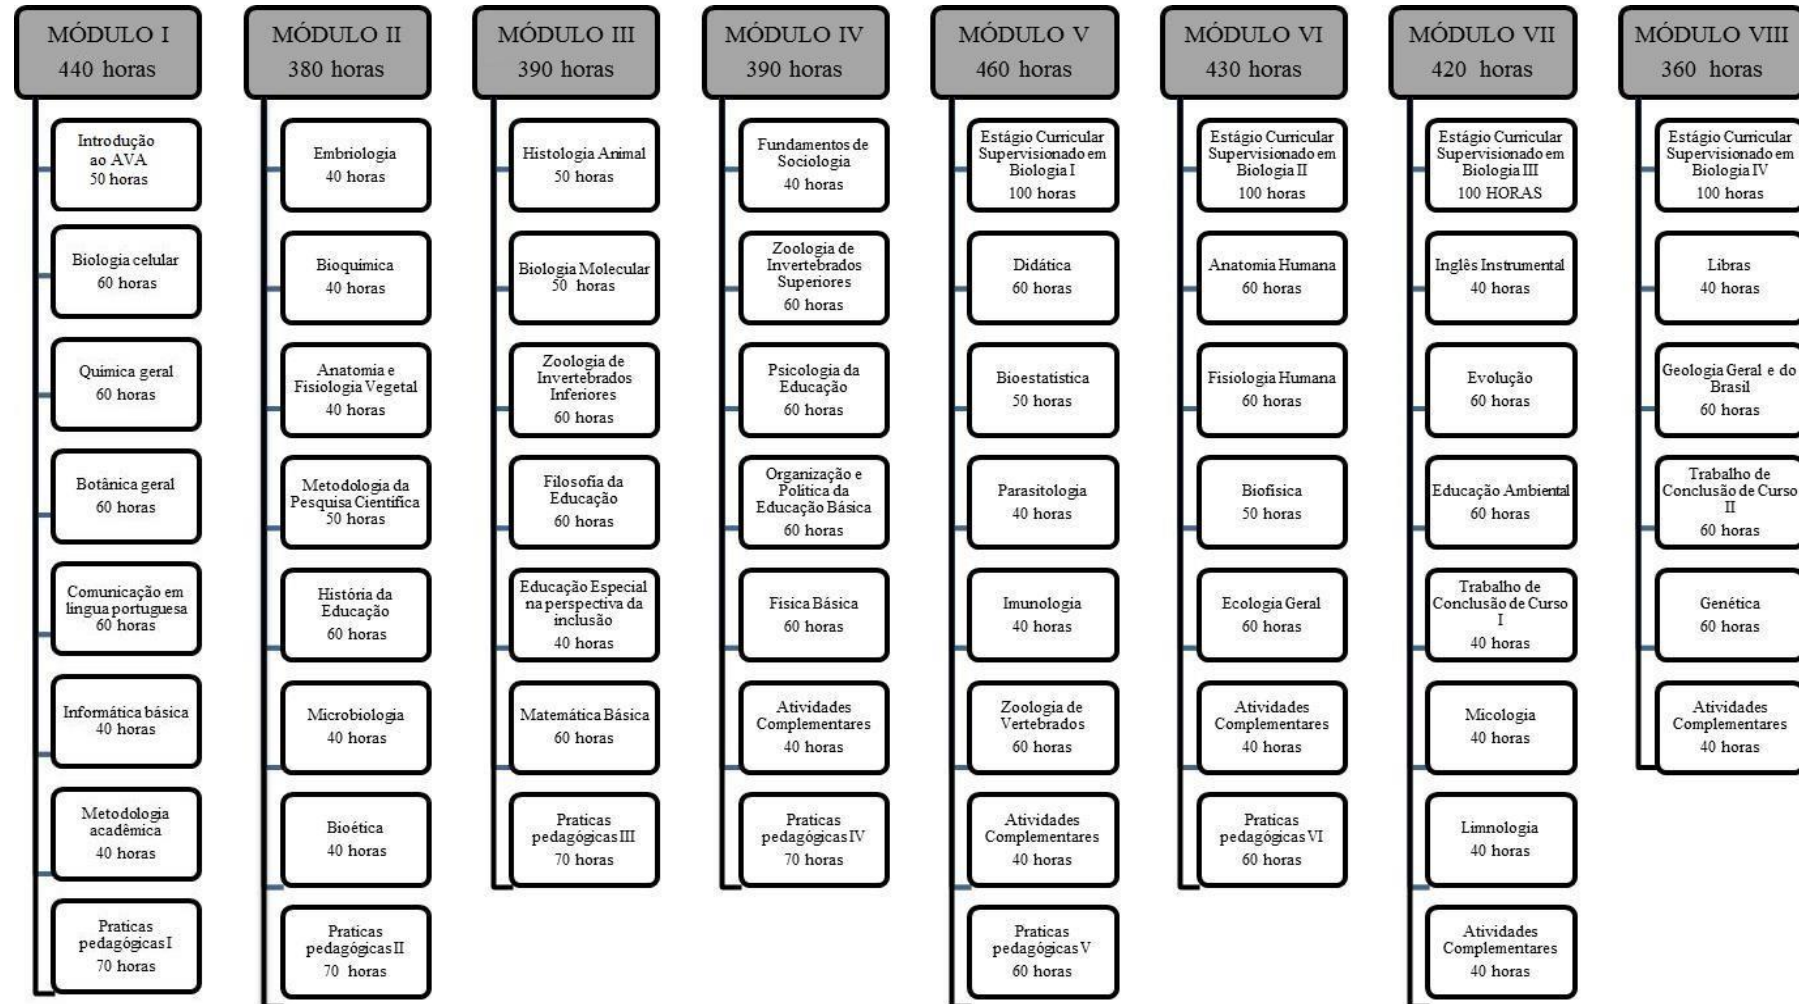 MÓDULO I
440 horas
Introdução
ao AVA
50 horas
Biologia celular
60 horas
Química geral
60 horas
Botânica geral
60 horas
Comunicação em
língua portuguesa
60 horas
Informática básica
40 horas
Metodologia
acadêmica
40 horas
Praticas
pedagógicas I
70 horas
MÓDULO II
380 horas
Embriologia
40 horas
Bioquímica
40 horas
Anatomia e
Fisiologia Vegetal
40 horas
Metodologia da
Pesquisa Científica
50 horas
História da
Educação
60 horas
Microbiologia
40 horas
Bioética
40 horas
Praticas
pedagógicas II
70 horas
MÓDULO III
390 horas
Histologia Animal
50 horas
Biologia Molecular
50 horas
Zoologia de
Invertebrados
Inferiores
60 horas
Filosofia da
Educação
60 horas
Educação Especial
na perspectiva da
inclusão
40 horas
Matemática Básica
60 horas
Praticas
pedagógicas III
70 horas
MÓDULO IV
390 horas
Fundamentos de
Sociologia
40 horas
Zoologia de
Invertebrados
Superiores
60 horas
Psicologia da
Educação
60 horas
Organização e
Política da
Educação Básica
60 horas
Física Básica
60 horas
Atividades
Complementares
40 horas
Praticas
pedagógicas IV
70 horas
MÓDULO V
460 horas
Estágio Curricular
Supervisionado em
Biologia I
100 horas
Didática
60 horas
Bioestatística
50 horas
Parasitologia
40 horas
Imunologia
40 horas
Zoologia de
Vertebrados
60 horas
Atividades
Complementares
40 horas
Praticas
pedagógicas V
60 horas
MÓDULO VI
430 horas
Estágio Curricular
Supervisionado em
Biologia II
100 horas
Anatomia Humana
60 horas
Fisiologia Humana
60 horas
Biofísica
50 horas
Ecologia Geral
60 horas
Atividades
Complementares
40 horas
Praticas
pedagógicas VI
60 horas
MÓDULO VII
420 horas
Estágio Curricular
Supervisionado em
Biologia III
100 HORAS
Inglês Instrumental
40 horas
Evolução
60 horas
Educação Ambiental
60 horas
Trabalho de
Conclusão de Curso
I
40 horas
Micologia
40 horas
Limnologia
40 horas
Atividades
Complementares
40 horas
MÓDULO VIII
360 horas
Estágio Curricular
Supervisionado em
Biologia IV
100 horas
Libras
40 horas
Geologia Geral e do
Brasil
60 horas
Trabalho de
Conclusão de Curso
II
60 horas
Genética
60 horas
Atividades
Complementares
40 horas